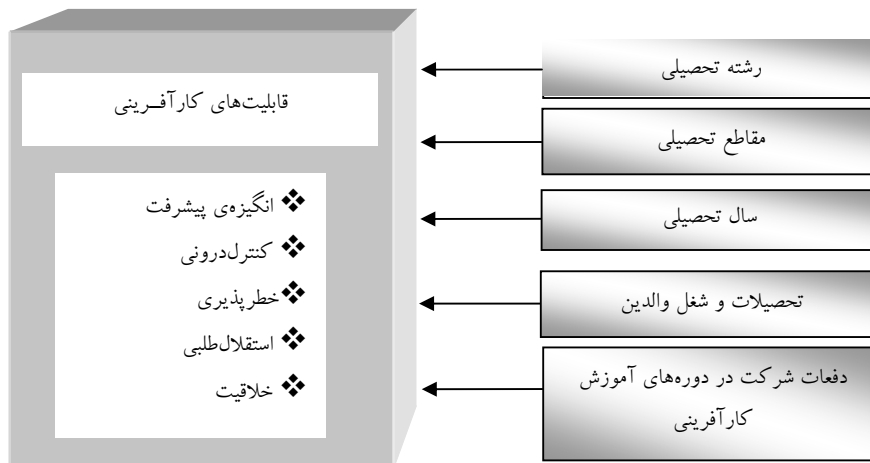 قابلیت‌های کارآفـرینی
❖ انگیزه‌ی پیشرفت
❖ کنترل‌درونی
❖ خطرپذیری
❖ استقلال‌طلبی
❖ خلاقیت
رشته تحصیلی
مقاطع تحصیلی
سال تحصیلی
تحصیلات و شغل والدین
دفعات شرکت در دوره‌های آموزش
کارآفرینی